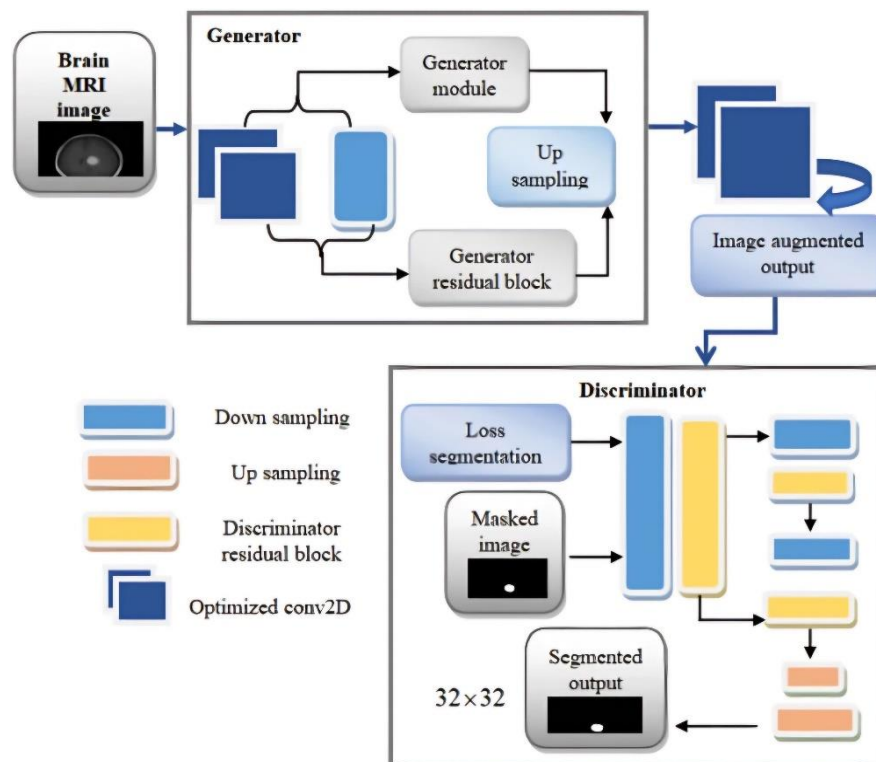 Generator
Brain
MRI
image
Generator
module
Up
sampling
Generator
residual block
Image augmented
output
Discriminator
Loss
segmentation
Masked
image
Segmented
output
32×32
Down sampling
Up sampling
Discriminator
residual block
Optimized conv2D